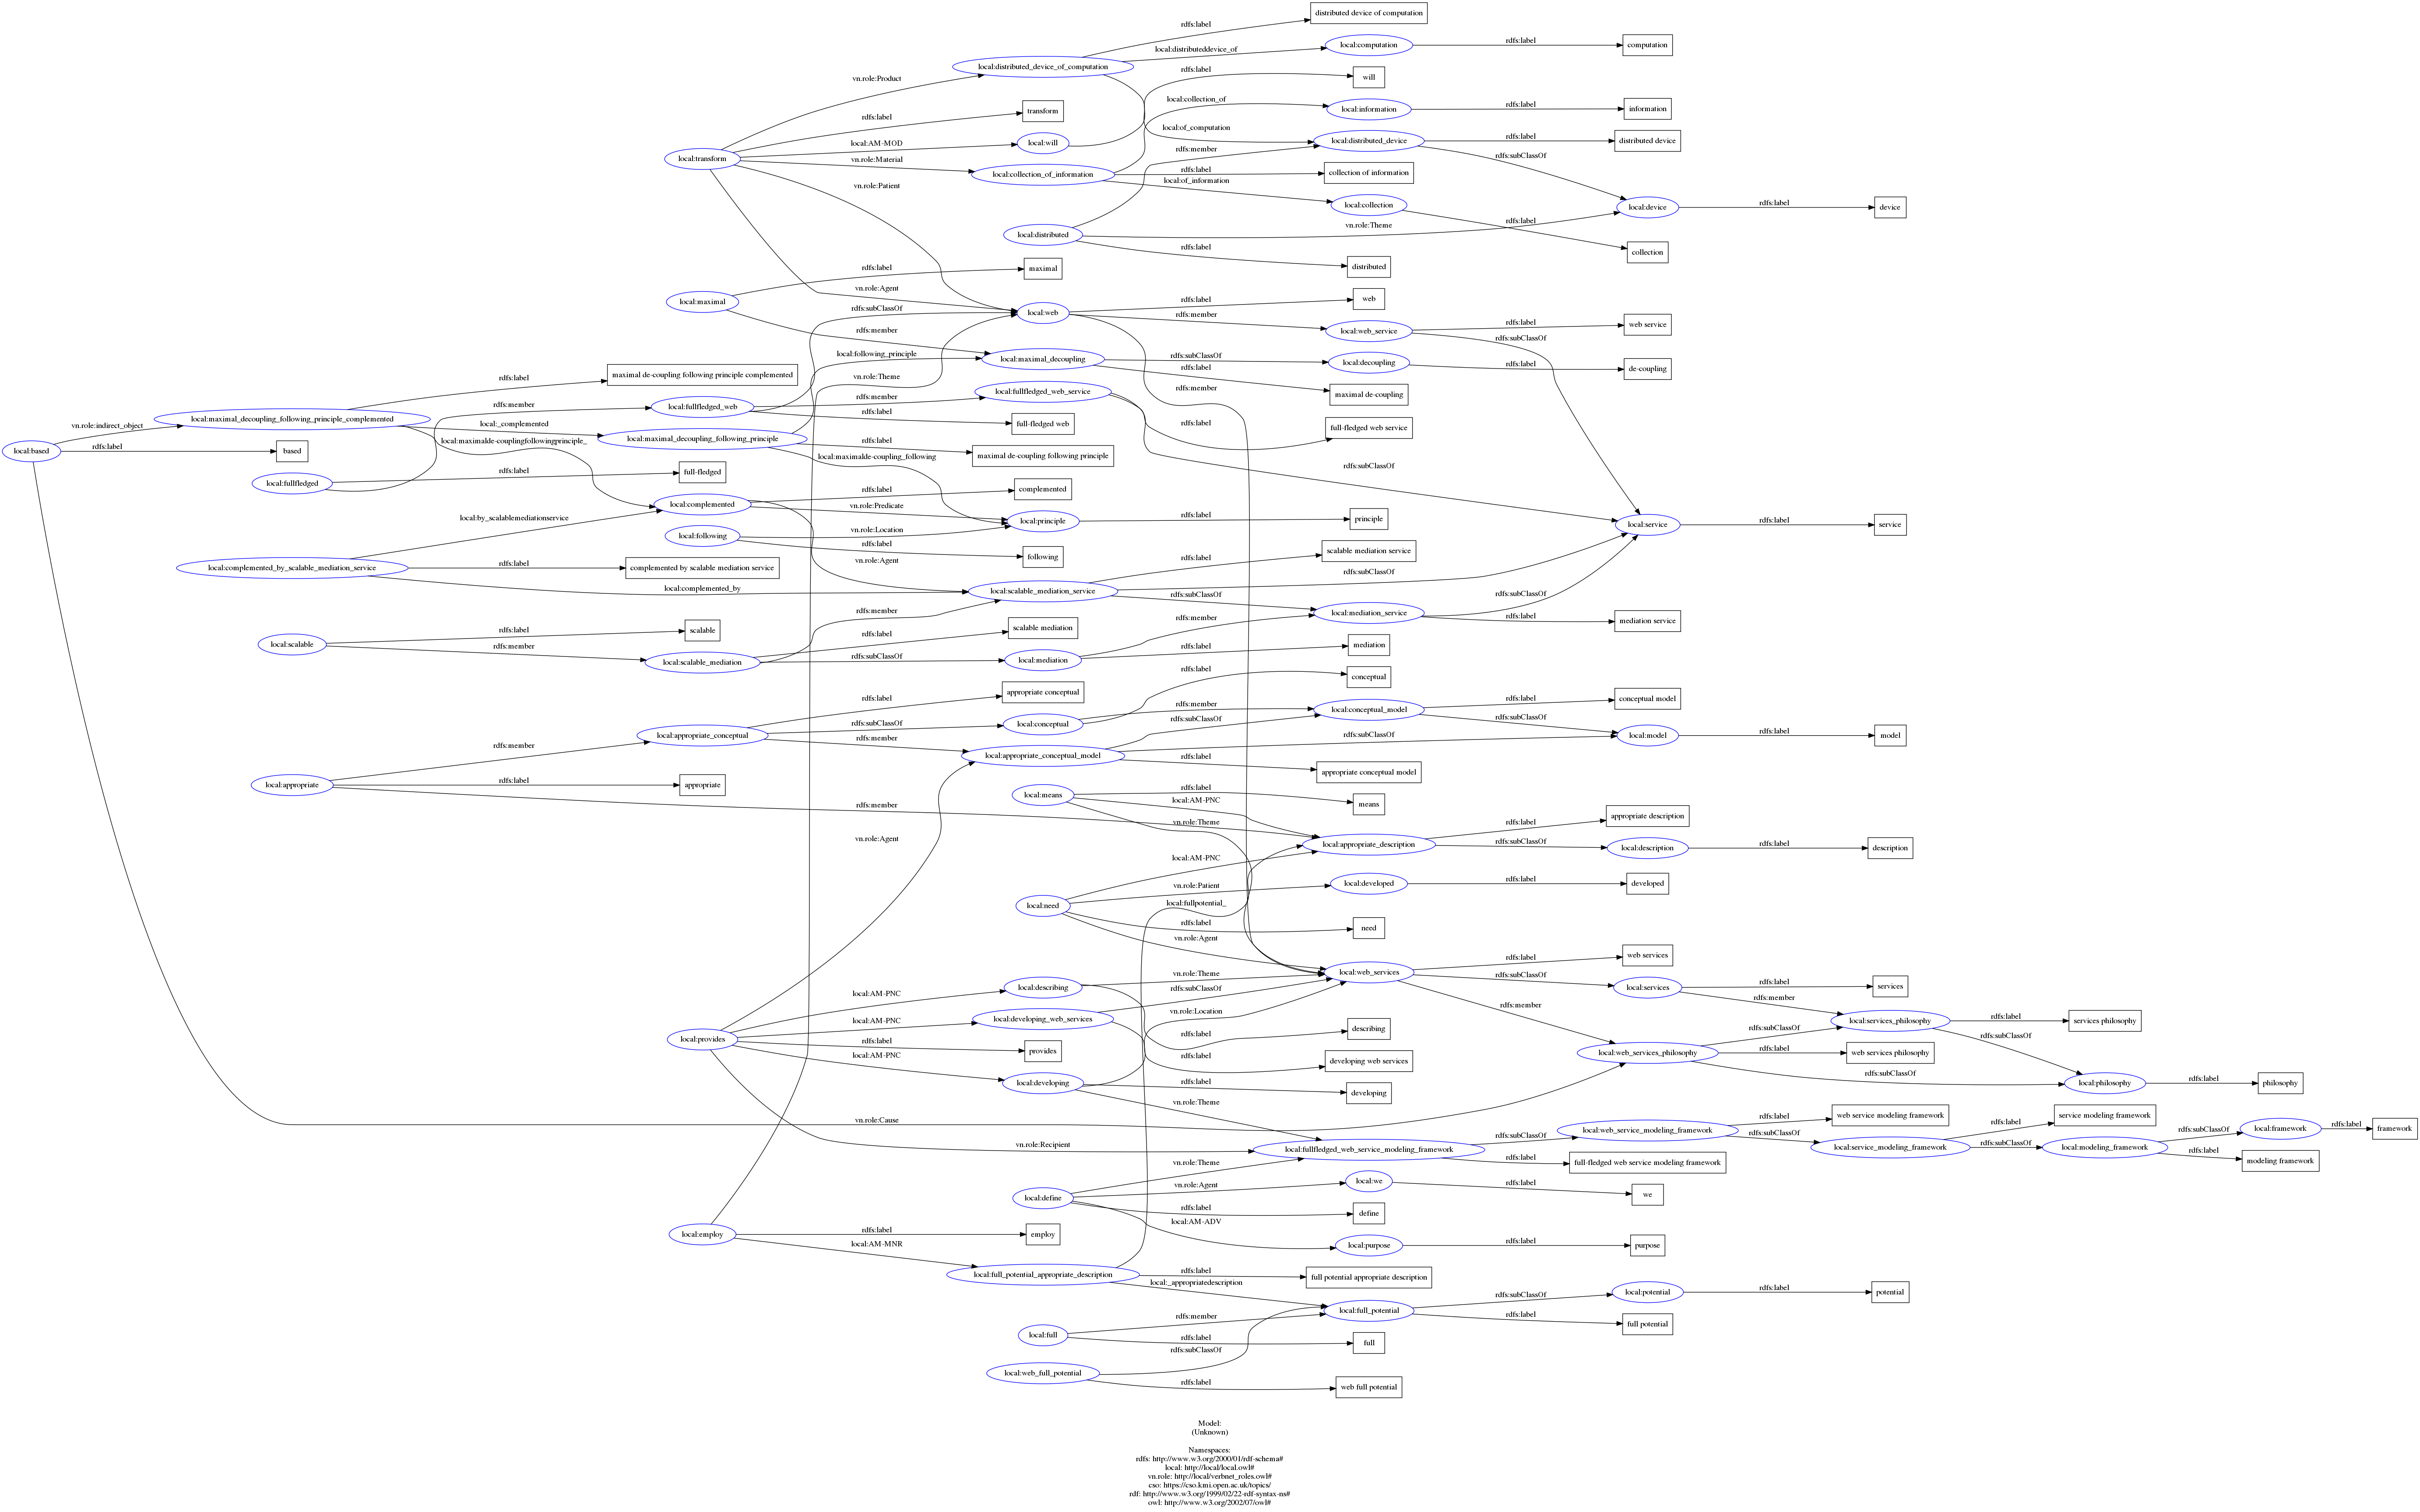 distributed device of computation
rdfs:label
local:computation
rdfs:label
computation
local:distributeddevice_of
local:distributed_device_of_computation
vn.role:Product
rdfs:label
will
transform
rdfs:label
local:collection_of
local:information
rdfs:label
information
local:of_computation
local:AM-MOD
local:will
local:distributed_device
rdfs:label
distributed device
rdfs:member
rdfs:subClassOf
local:transform
vn.role:Material
local:collection_of_information
rdfs:label
collection of information
local:of_information
vn.role:Patient
local:collection
rdfs:label
collection
local:device
rdfs:label
device
local:distributed
vn.role:Theme
rdfs:label
distributed
rdfs:label
maximal
local:maximal
vn.role:Agent
rdfs:subClassOf
local:web
rdfs:label
web
rdfs:member
local:web_service
rdfs:label
web service
rdfs:subClassOf
rdfs:member
local:following_principle
local:maximal_decoupling
rdfs:subClassOf
local:decoupling
rdfs:label
de-coupling
rdfs:label
maximal de-coupling
vn.role:Theme
rdfs:member
rdfs:label
maximal de-coupling following principle complemented
local:fullfledged_web
rdfs:member
local:fullfledged_web_service
rdfs:label
full-fledged web service
rdfs:label
full-fledged web
rdfs:member
local:maximal_decoupling_following_principle_complemented
vn.role:indirect_object
local:_complemented
local:maximal_decoupling_following_principle
rdfs:label
maximal de-coupling following principle
local:maximalde-couplingfollowingprinciple_
local:maximalde-coupling_following
local:based
rdfs:label
based
rdfs:subClassOf
local:fullfledged
rdfs:label
full-fledged
local:complemented
rdfs:label
complemented
vn.role:Predicate
local:principle
rdfs:label
principle
local:by_scalablemediationservice
local:following
vn.role:Location
rdfs:label
following
local:service
rdfs:label
service
vn.role:Agent
local:complemented_by_scalable_mediation_service
rdfs:label
complemented by scalable mediation service
local:complemented_by
rdfs:label
scalable mediation service
local:scalable_mediation_service
rdfs:subClassOf
rdfs:subClassOf
local:mediation_service
rdfs:subClassOf
rdfs:label
mediation service
rdfs:member
rdfs:member
local:scalable
rdfs:label
scalable
rdfs:member
local:scalable_mediation
rdfs:label
scalable mediation
rdfs:subClassOf
local:mediation
rdfs:label
mediation
rdfs:label
conceptual
rdfs:label
appropriate conceptual
local:appropriate_conceptual
rdfs:subClassOf
local:conceptual
rdfs:member
local:conceptual_model
rdfs:label
conceptual model
rdfs:subClassOf
rdfs:subClassOf
rdfs:member
rdfs:member
local:appropriate_conceptual_model
rdfs:subClassOf
local:model
rdfs:label
model
rdfs:label
appropriate conceptual model
local:appropriate
rdfs:label
appropriate
rdfs:member
local:means
rdfs:label
means
local:AM-PNC
vn.role:Theme
vn.role:Agent
rdfs:label
appropriate description
local:appropriate_description
rdfs:subClassOf
local:description
rdfs:label
description
local:AM-PNC
vn.role:Patient
local:developed
rdfs:label
developed
local:fullpotential_
local:need
rdfs:label
need
vn.role:Agent
local:web_services
rdfs:label
web services
rdfs:subClassOf
local:services
rdfs:label
services
rdfs:member
rdfs:member
local:describing
vn.role:Theme
rdfs:subClassOf
local:AM-PNC
local:AM-PNC
local:developing_web_services
vn.role:Location
rdfs:label
describing
local:services_philosophy
rdfs:label
services philosophy
rdfs:subClassOf
rdfs:subClassOf
local:provides
rdfs:label
provides
local:AM-PNC
rdfs:label
developing web services
local:web_services_philosophy
rdfs:label
web services philosophy
rdfs:subClassOf
local:philosophy
rdfs:label
philosophy
local:developing
rdfs:label
developing
vn.role:Theme
vn.role:Cause
vn.role:Recipient
local:fullfledged_web_service_modeling_framework
rdfs:subClassOf
local:web_service_modeling_framework
rdfs:label
web service modeling framework
rdfs:subClassOf
local:service_modeling_framework
rdfs:label
service modeling framework
rdfs:subClassOf
local:modeling_framework
rdfs:subClassOf
local:framework
rdfs:label
framework
rdfs:label
modeling framework
rdfs:label
full-fledged web service modeling framework
vn.role:Theme
local:define
vn.role:Agent
local:we
rdfs:label
we
rdfs:label
define
local:AM-ADV
local:purpose
rdfs:label
purpose
local:employ
rdfs:label
employ
local:AM-MNR
local:full_potential_appropriate_description
rdfs:label
full potential appropriate description
local:_appropriatedescription
local:full_potential
rdfs:subClassOf
local:potential
rdfs:label
potential
rdfs:label
full potential
local:full
rdfs:member
rdfs:label
full
rdfs:subClassOf
local:web_full_potential
rdfs:label
web full potential
Model:
(Unknown)
Namespaces:
rdfs: http://www.w3.org/2000/01/rdf-schema#
local: http://local/local.owl#
vn.role: http://local/verbnet_roles.owl#
cso: https://cso.kmi.open.ac.uk/topics/
rdf: http://www.w3.org/1999/02/22-rdf-syntax-ns#
owl: http://www.w3.org/2002/07/owl#